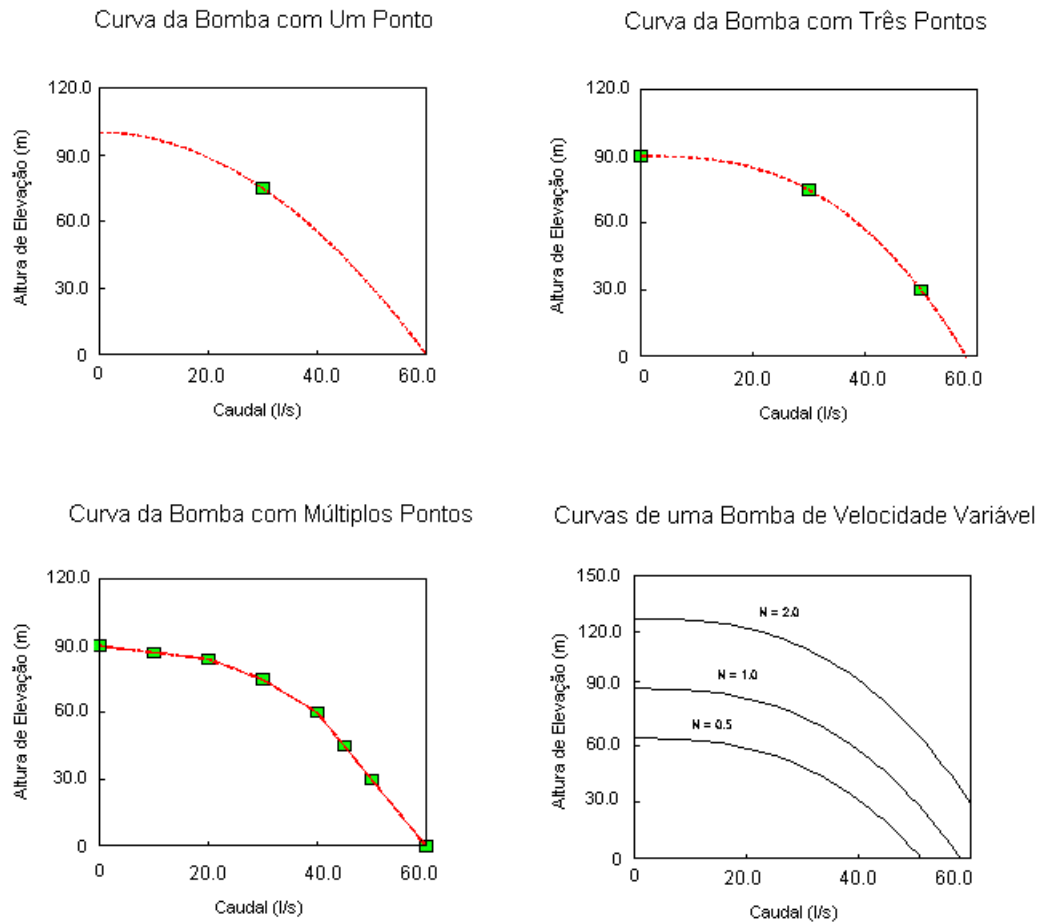 Curva da Bomba com Um Ponto
120.0
90.0
60.0
30.0
0
Altura de Elevação (m)
0 20.0 40.0 60.0
Caudal (l/s)
Curva da Bomba com Três Pontos
120.0
90.0
60.0
30.0
0
Altura de Elevação (m)
0 20.0 40.0 60.0
Caudal (l/s)
Curva da Bomba com Múltiplos Pontos
120.0
90.0
60.0
30.0
0
Altura de Elevação (m)
0 20.0 40.0 60.0
Caudal (l/s)
Curvas de uma Bomba de Velocidade Variável
150.0
120.0
90.0
60.0
30.0
0
Altura de Elevação (m)
N = 2.0
N = 1.0
N = 0.5
0 20.0 40.0 60.0
Caudal (l/s)